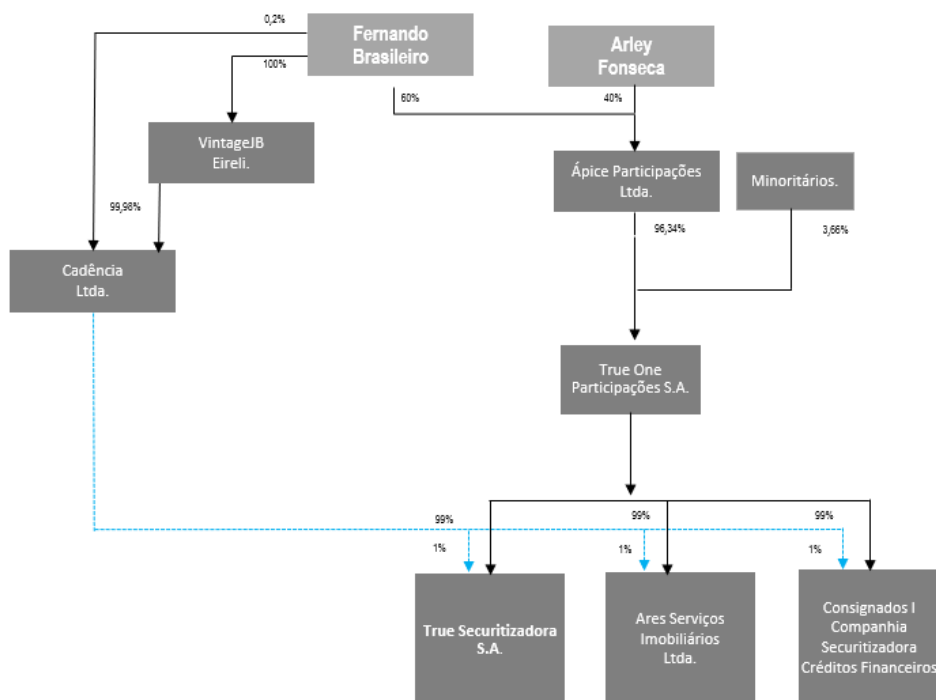 0,2%
Fernando
Brasileiro
Arley
Fonseca
100%
60%
40%
VintageJB
Eireli.
Ápice Participações
Ltda.
Minoritários.
99,98%
96,34%
3,66%
Cadência
Ltda.
True One
Participações S.A.
99%
99%
99%
1%
1%
1%
True Securitizadora
S.A.
Ares Serviços
Imobiliários
Ltda.
Consignados I
Companhia
Securitizadora
Créditos Financeiros